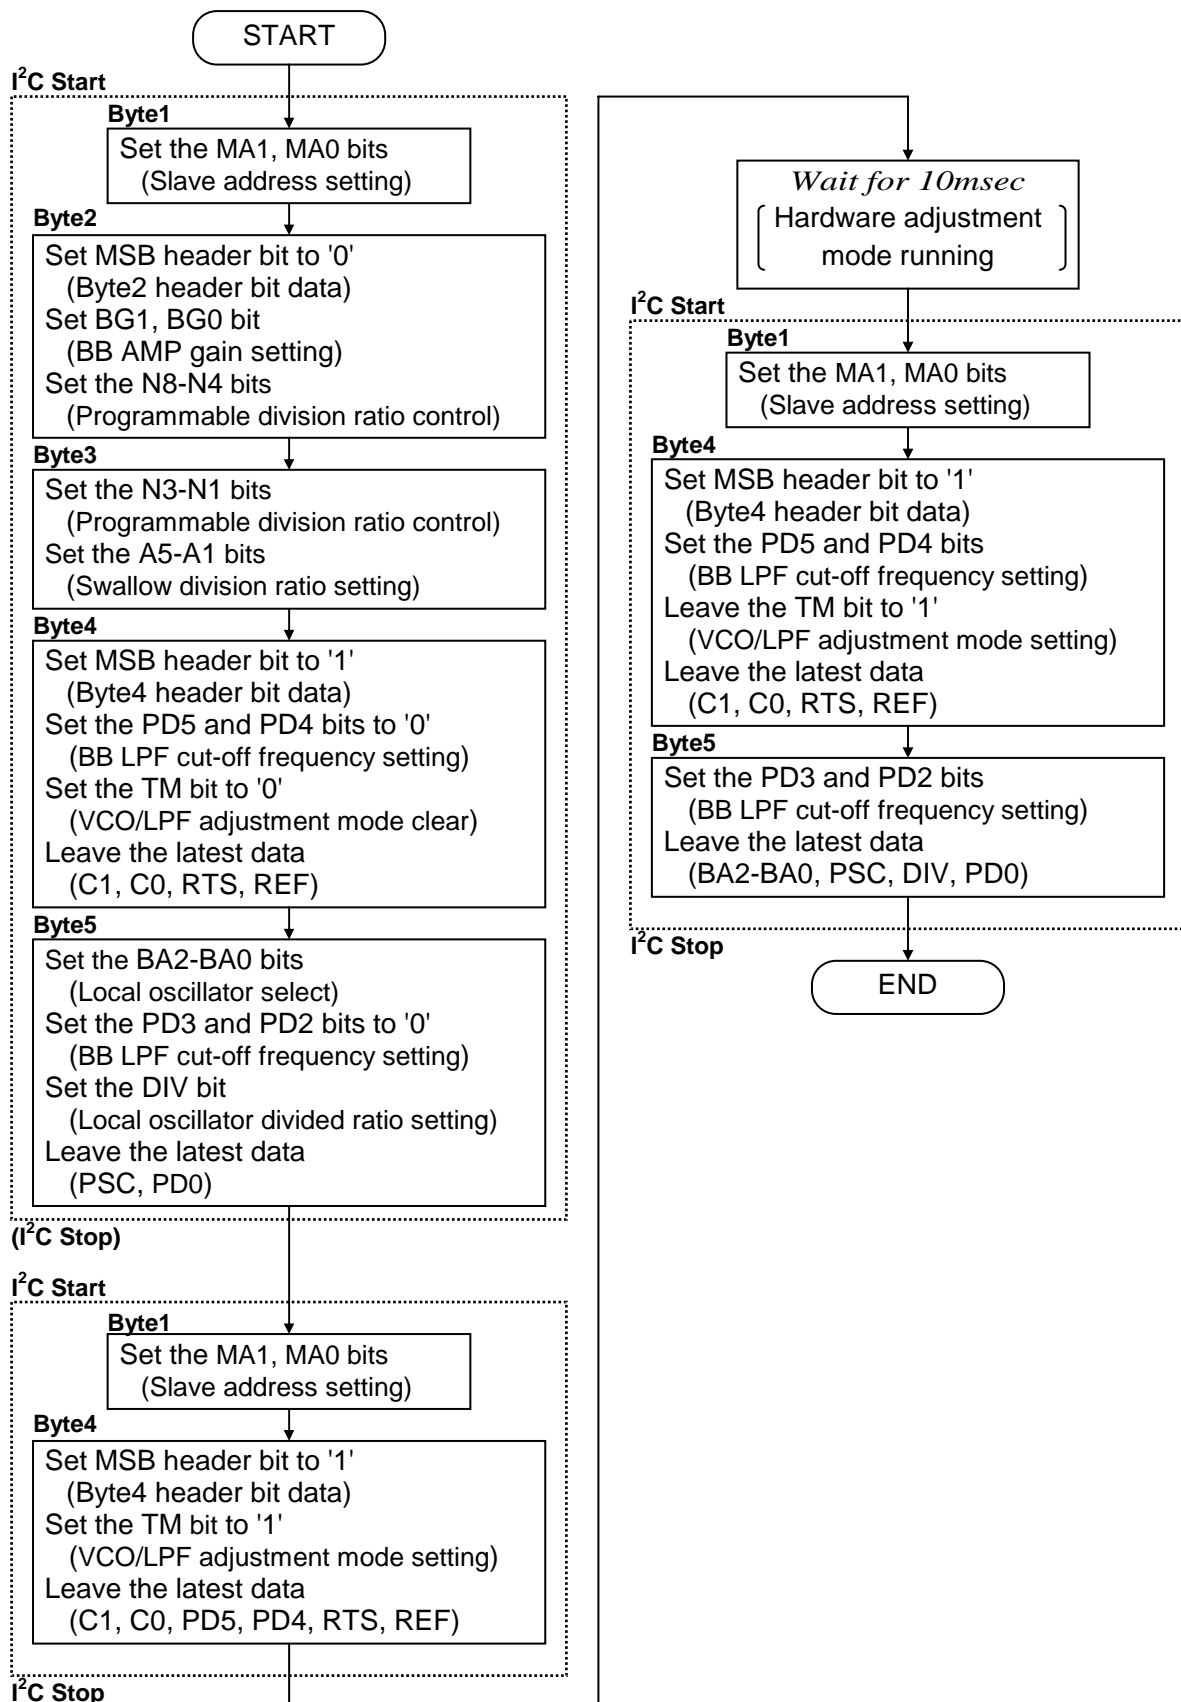 START
I²C Start
Byte1
Set the MA1, MA0 bits
(Slave address setting)
Byte2
Set MSB header bit to '0'
(Byte2 header bit data)
Set BG1, BG0 bit
(BB AMP gain setting)
Set the N8-N4 bits
(Programmable division ratio control)
Byte3
Set the N3-N1 bits
(Programmable division ratio control)
Set the A5-A1 bits
(Swallow division ratio setting)
Byte4
Set MSB header bit to '1'
(Byte4 header bit data)
Set the PD5 and PD4 bits to '0'
(BB LPF cut-off frequency setting)
Set the TM bit to '0'
(VCO/LPF adjustment mode clear)
Leave the latest data
(C1, C0, RTS, REF)
Byte5
Set the BA2-BA0 bits
(Local oscillator select)
Set the PD3 and PD2 bits to '0'
(BB LPF cut-off frequency setting)
Set the DIV bit
(Local oscillator divided ratio setting)
Leave the latest data
(PSC, PD0)
(I²C Stop)
I²C Start
Byte1
Set the MA1, MA0 bits
(Slave address setting)
Byte4
Set MSB header bit to '1'
(Byte4 header bit data)
Set the TM bit to '1'
(VCO/LPF adjustment mode setting)
Leave the latest data
(C1, C0, PD5, PD4, RTS, REF)
I²C Stop
Wait for 10msec
Hardware adjustment
mode running
I²C Start
Byte1
Set the MA1, MA0 bits
(Slave address setting)
Byte4
Set MSB header bit to '1'
(Byte4 header bit data)
Set the PD5 and PD4 bits
(BB LPF cut-off frequency setting)
Leave the TM bit to '1'
(VCO/LPF adjustment mode setting)
Leave the latest data
(C1, C0, RTS, REF)
Byte5
Set the PD3 and PD2 bits
(BB LPF cut-off frequency setting)
Leave the latest data
(BA2-BA0, PSC, DIV, PD0)
I²C Stop
END